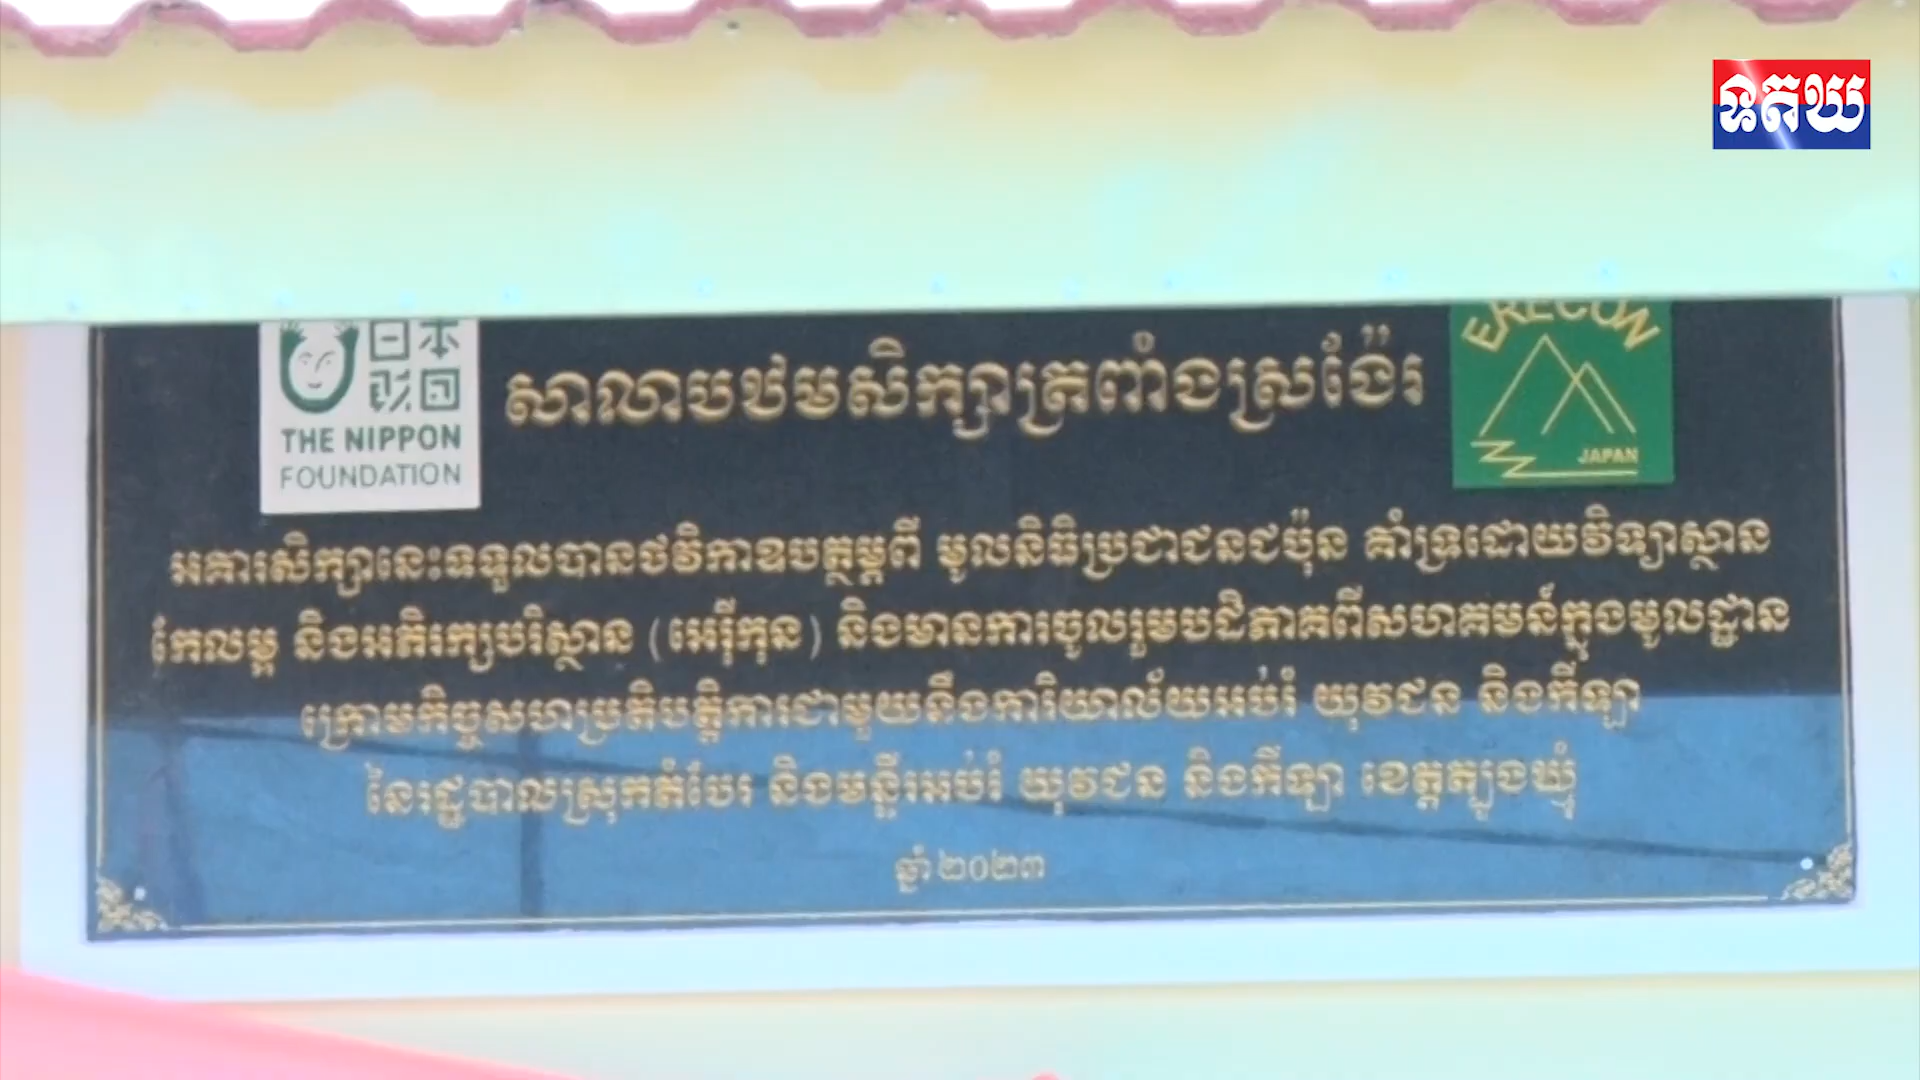 ឧតឃ
日本
财団
THE NIPPON
FOUNDATION
សាលាបឋមសិក្សាត្រពាំងស្រង៉ែរ
ERECON
JAPAN
អគារសិក្សានេះទទួលបានថវិកាឧបត្ថម្ភពី មូលនិធិប្រជាជនជប៉ុន គាំទ្រដោយវិទ្យាស្ថាន
កែលម្អ និងអភិរក្សបរិស្ថាន (អេរ៉ីកុន) និងមានការចូលរួមបដិភាគពីសហគមន៍ក្នុងមូលដ្ឋាន
ក្រោមកិច្ចសហប្រតិបត្តិការជាមួយនឹងការិយាល័យអប់រំ យុវជន និងកីឡា
នៃរដ្ឋបាលស្រុកតំបែរ និងមន្ទីរអប់រំ យុវជន និងកីឡា ខេត្តត្បូងឃ្មុំ
ឆ្នាំ ២០២៣